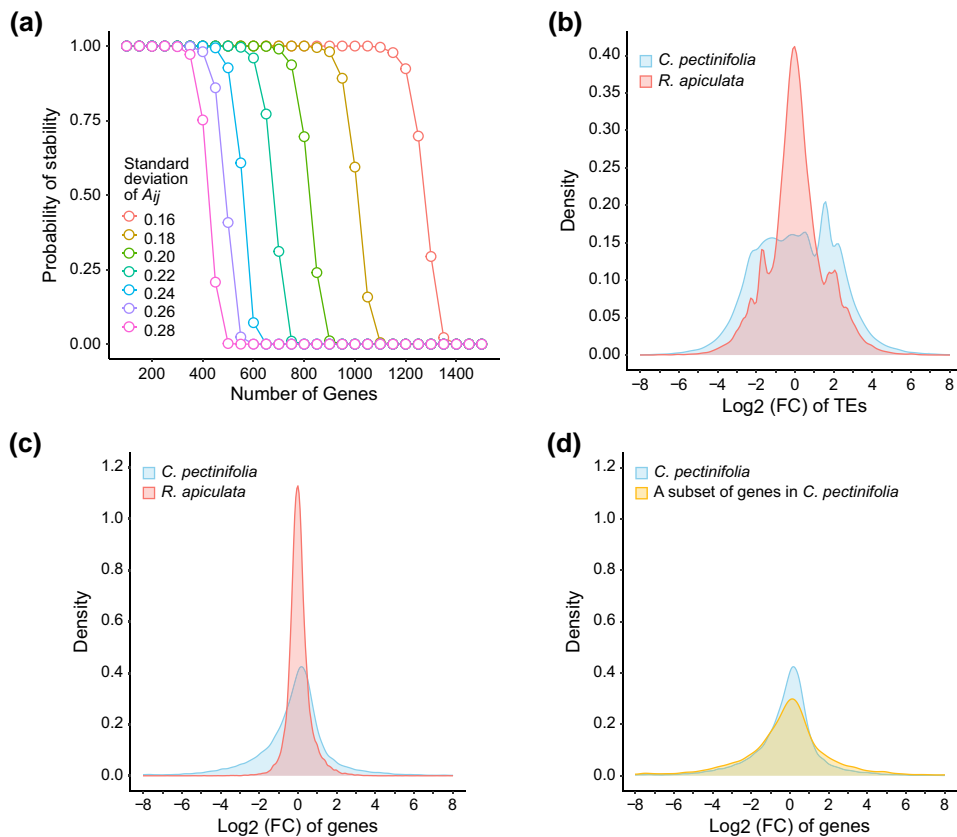 (a)
Probability of stability
1.00
0.75
0.50
0.25
0.00
Standard
deviation
of Aij
0.16
0.18
0.20
0.22
0.24
0.26
0.28
200 400 600 800 1000 1200 1400
Number of Genes
(b)
C. pectinifolia
R. apiculata
Density
0.40
0.35
0.30
0.25
0.20
0.15
0.10
0.05
0.00
−8 −6 −4 −2 0 2 4 6 8
Log2 (FC) of TEs
(c)
C. pectinifolia
R. apiculata
Density
1.2
1.0
0.8
0.6
0.4
0.2
0.0
−8 −6 −4 −2 0 2 4 6 8
Log2 (FC) of genes
(d)
C. pectinifolia
A subset of genes in C. pectinifolia
Density
1.2
1.0
0.8
0.6
0.4
0.2
0.0
−8 −6 −4 −2 0 2 4 6 8
Log2 (FC) of genes